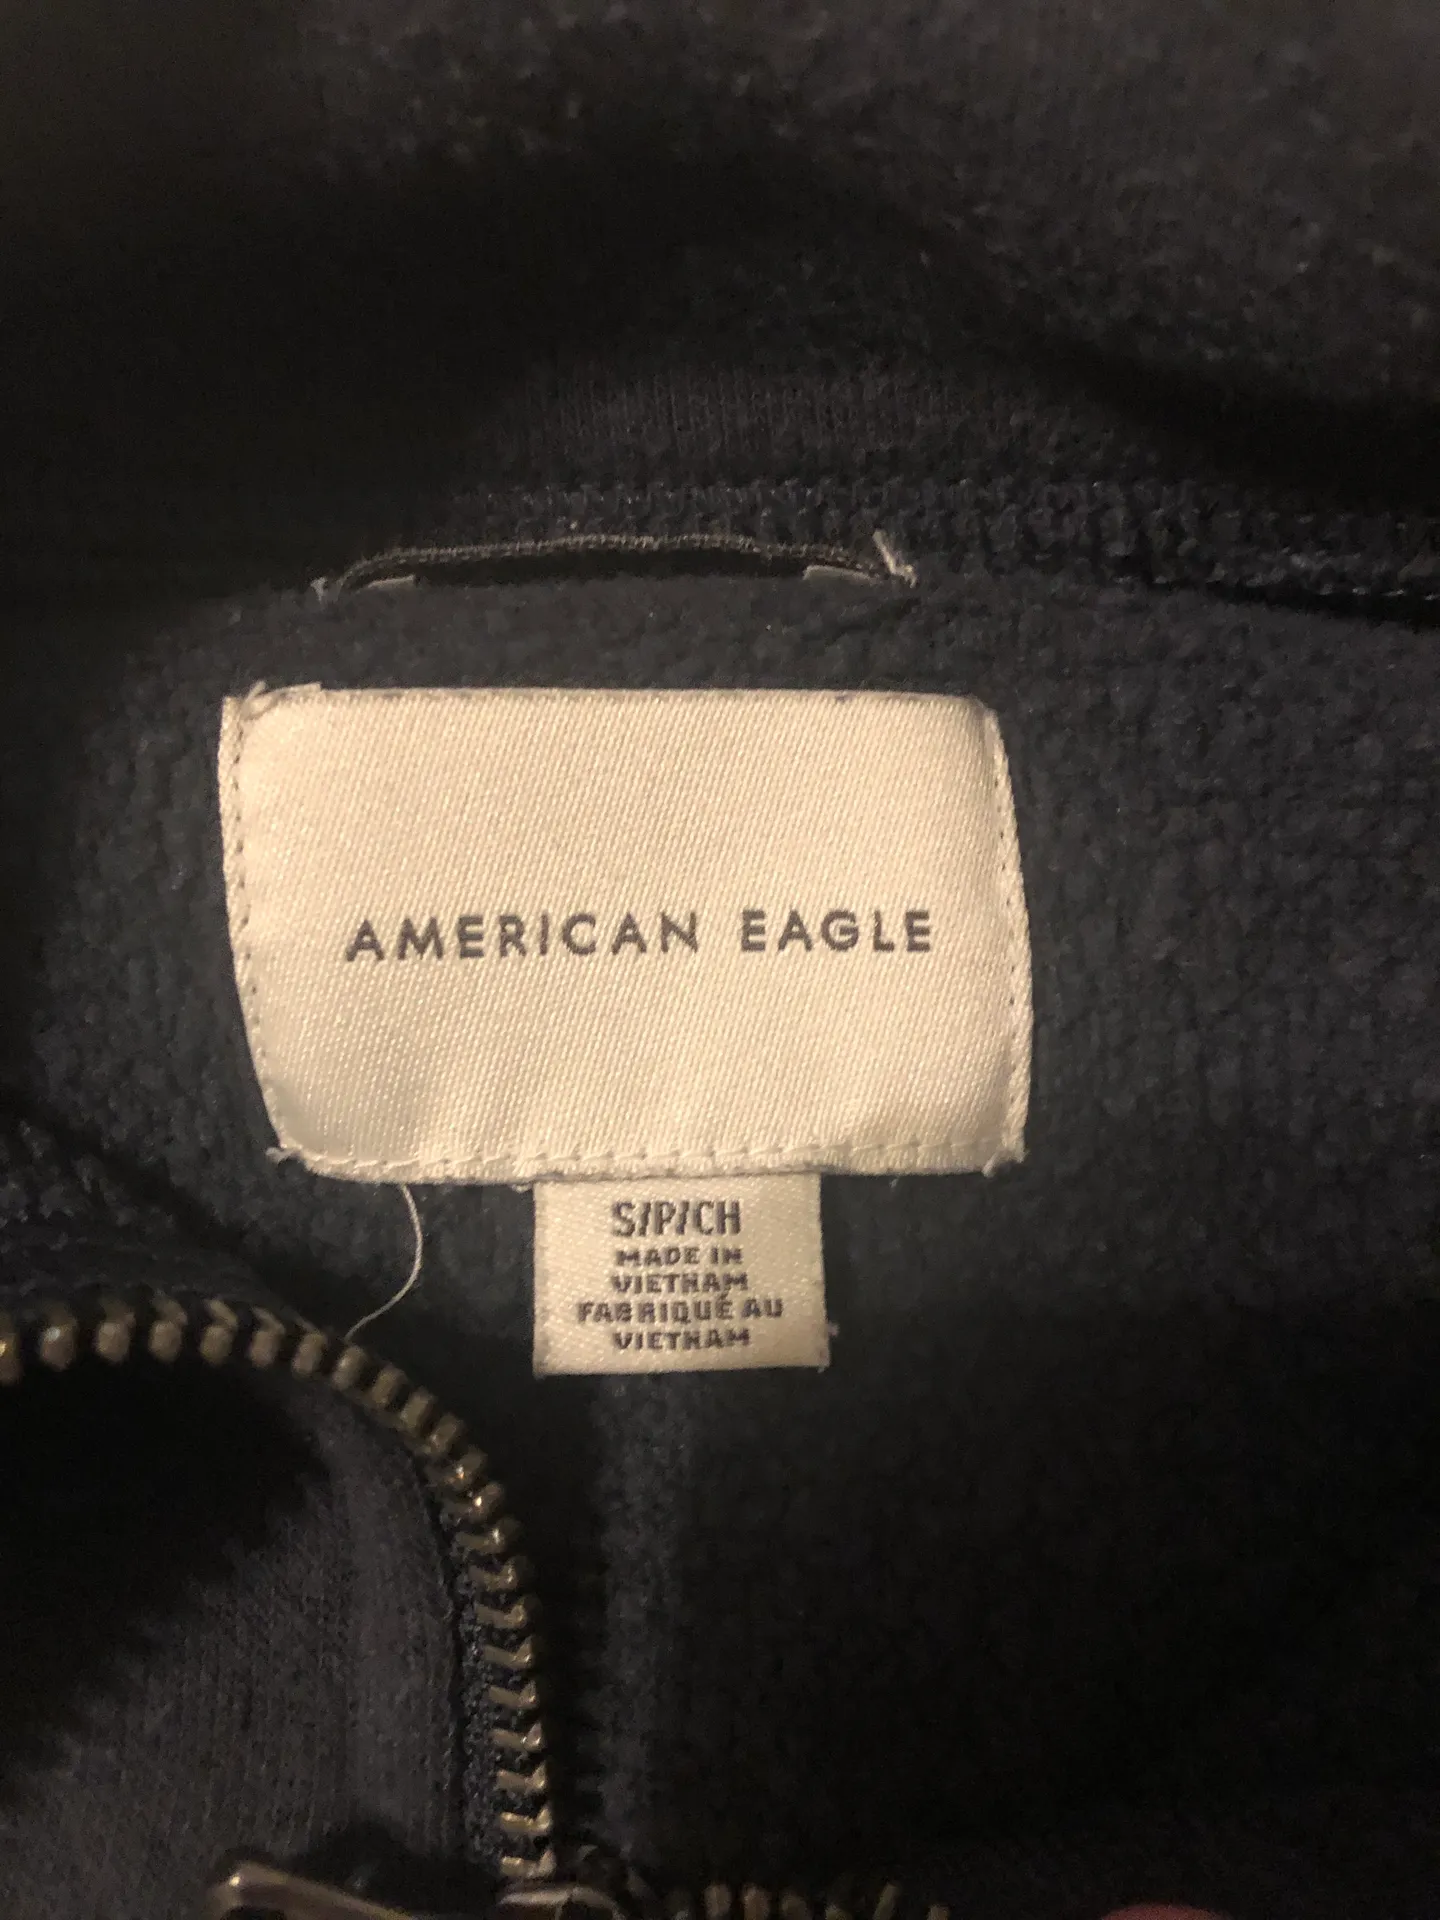 AMERICAN EAGLE
S/P/CH
MADE IN
VIETNAM
FABRIQUÉ AU
VIETNAM